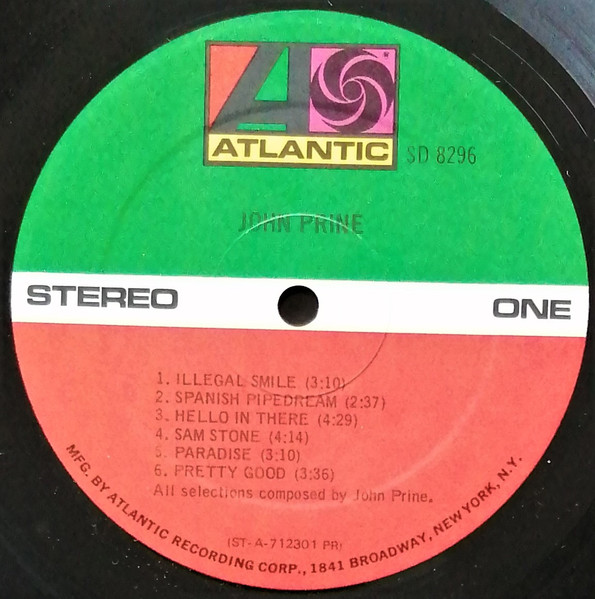 ATLANTIC
SD 8296
JOHN PRINE
STEREO
ONE
1. ILLEGAL SMILE (3:10)
2. SPANISH PIPEDREAM (2:37)
3. HELLO IN THERE (4:29)
4. SAM STONE (4:14)
5. PARADISE (3:10)
6. PRETTY GOOD (3:36)
All selections composed by John Prine.
(ST-A-712301 PR)
MFG. BY ATLANTIC RECORDING CORP., 1841 BROADWAY, NEW YORK, N.Y.